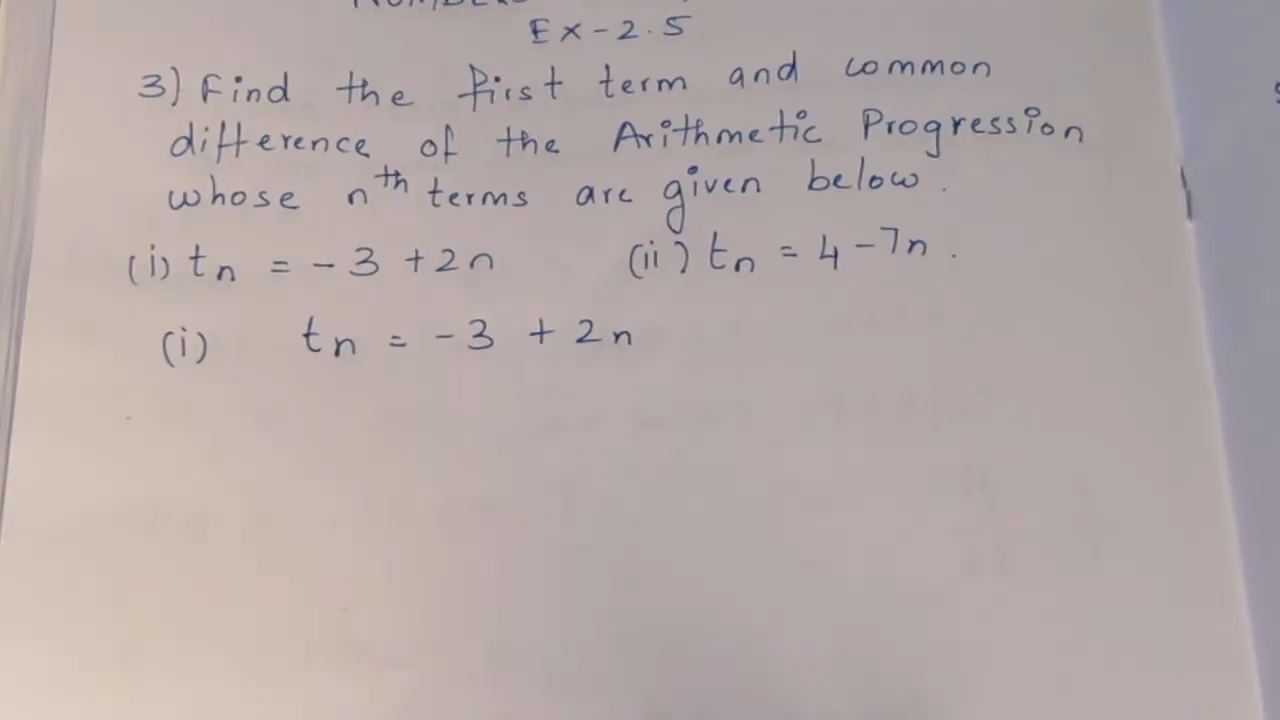 Ex-2.5
3) Find the first term and common
difference of the Arithmetic Progression
whose nth terms are given below.
(i) tn = -3 +2n (ii) tn = 4 -7n.
(i) tn = -3 + 2n